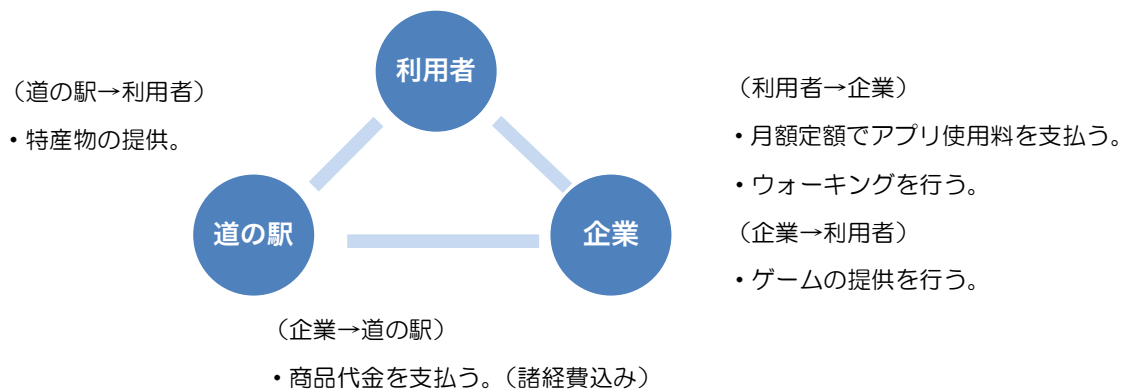 利用者
（道の駅→利用者）
・特産物の提供。
（利用者→企業）
・月額定額でアプリ使用料を支払う。
・ウォーキングを行う。
（企業→利用者）
・ゲームの提供を行う。
道の駅
企業
（企業→道の駅）
・商品代金を支払う。（諸経費込み）